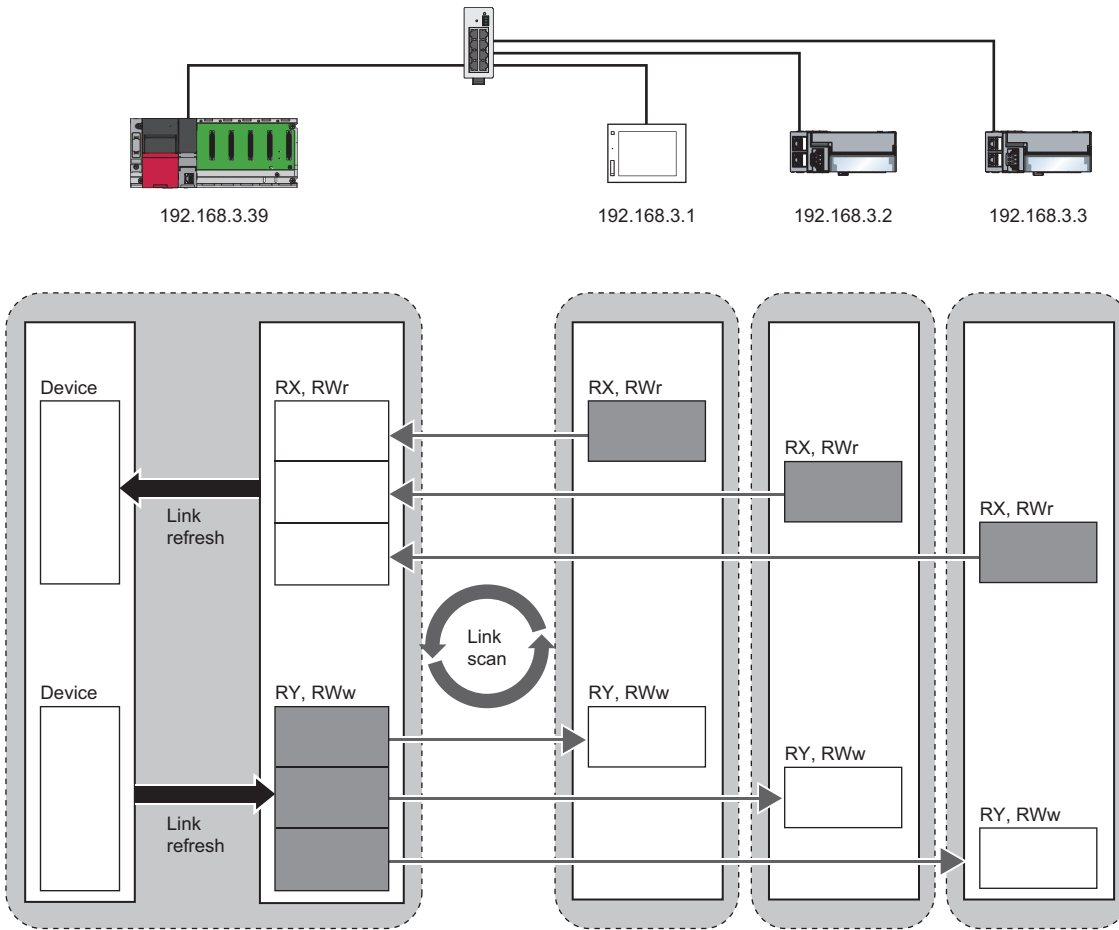 192.168.3.39
192.168.3.1
192.168.3.2
192.168.3.3
Device
RX, RWr
RX, RWr
RX, RWr
RX, RWr
Link
refresh
Link
scan
Device
RY, RWw
RY, RWw
RY, RWw
RY, RWw
Link
refresh